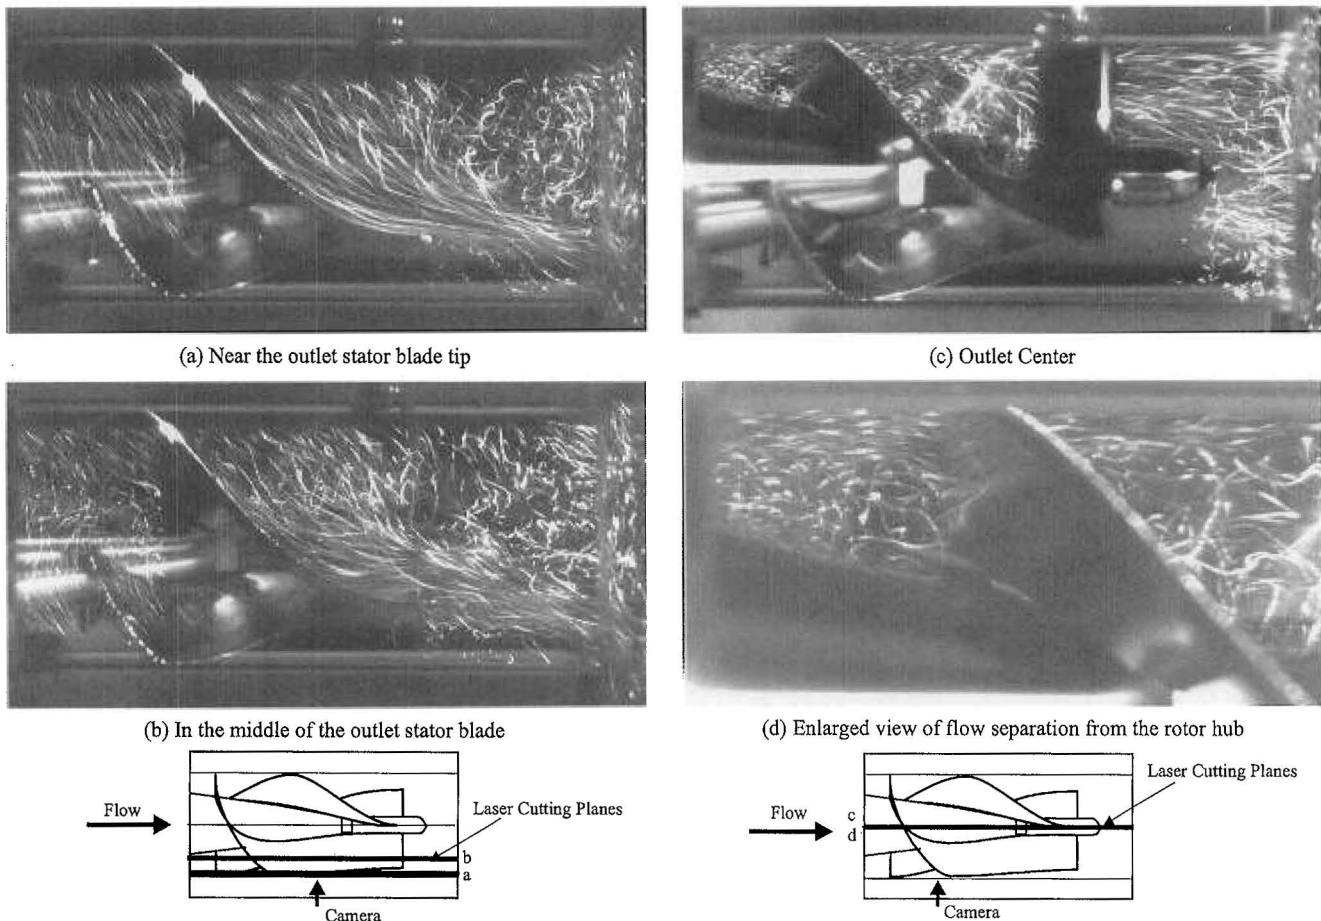 (a) Near the outlet stator blade tip
(c) Outlet Center
(b) In the middle of the outlet stator blade
(d) Enlarged view of flow separation from the rotor hub
Flow
Laser Cutting Planes
b
a
Camera
Flow
Laser Cutting Planes
c
d
Camera